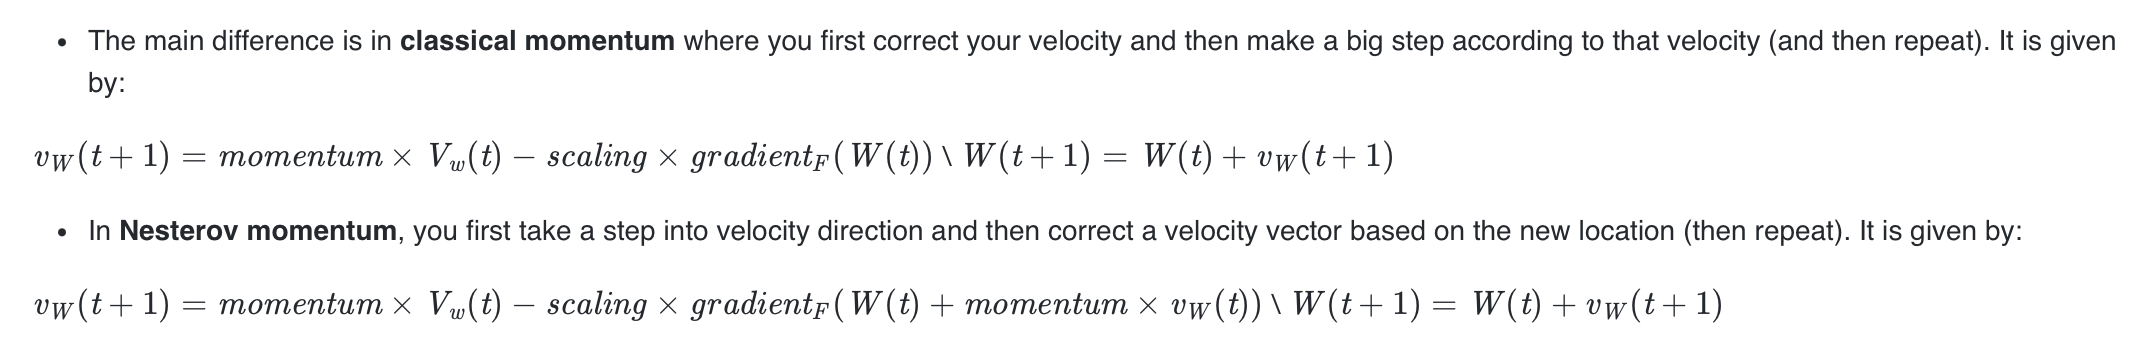 • The main difference is in classical momentum where you first correct your velocity and then make a big step according to that velocity (and then repeat). It is given
by:
v_W(t + 1) = momentum × V_w(t) − scaling × gradient_F(W(t)) \ W(t + 1) = W(t) + v_W(t + 1)
• In Nesterov momentum, you first take a step into velocity direction and then correct a velocity vector based on the new location (then repeat). It is given by:
v_W(t + 1) = momentum × V_w(t) − scaling × gradient_F(W(t) + momentum × v_W(t)) \ W(t + 1) = W(t) + v_W(t + 1)